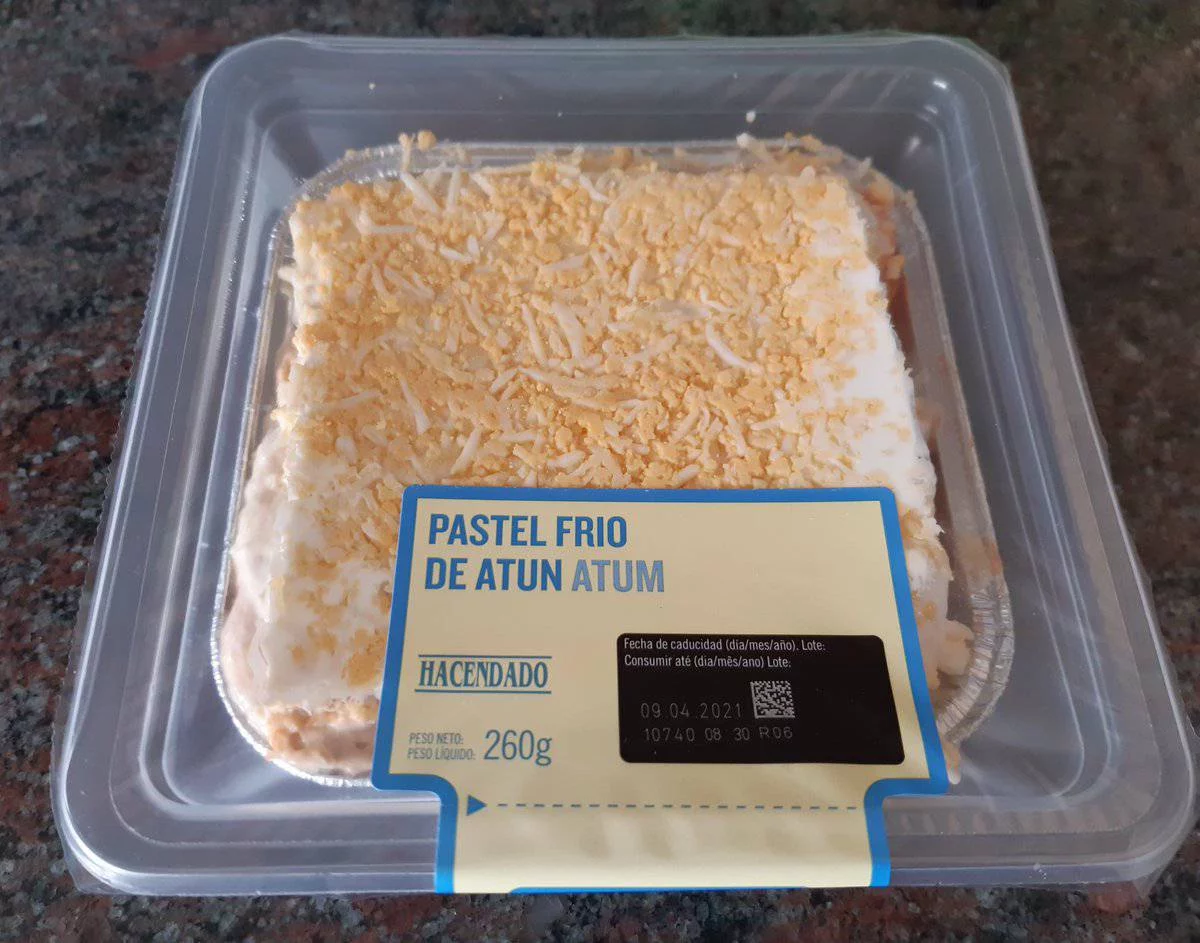 PASTEL FRIO
DE ATUN ATUM
HACENDADO
PESO NETO:
PESO LÍQUIDO: 260g
Fecha de caducidad (día/mes/año). Lote:
Consumir até (dia/mês/ano) Lote:
09.04.2021
10740 08 30 R06